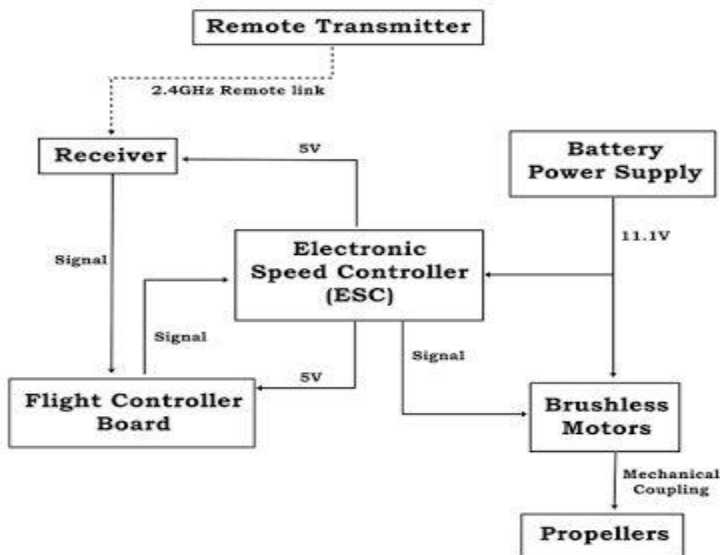 Remote Transmitter
2.4GHz Remote link
Receiver
5V
Battery
Power Supply
11.1V
Electronic
Speed Controller
(ESC)
Signal
Signal
Signal
5V
Flight Controller
Board
Brushless
Motors
Mechanical
Coupling
Propellers